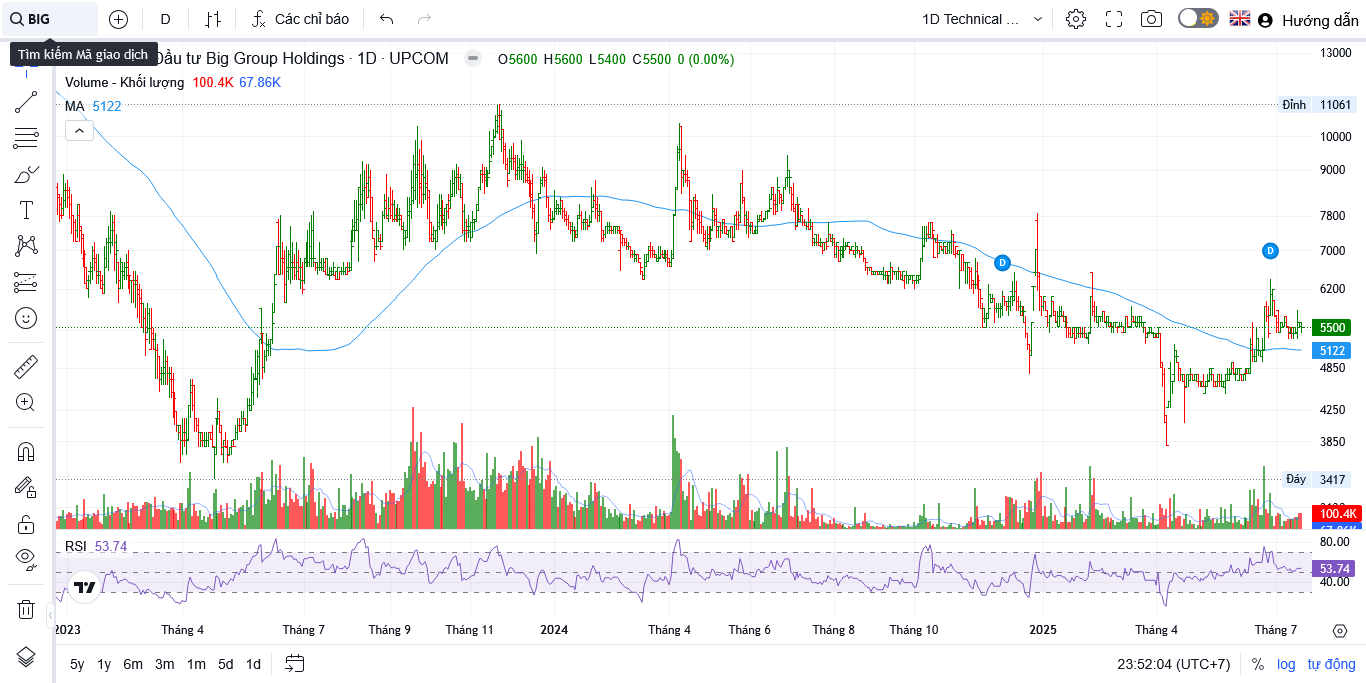 BIG
D
Các chỉ báo
1D Technical ...
Hướng dẫn
Tìm kiếm Mã giao dịch
Đầu tư Big Group Holdings · 1D · UPCOM
O5600 H5600 L5400 C5500 0 (0.00%)
Volume - Khối lượng 100.4K 67.86K
MA 5122
13000
Đỉnh 11061
10000
9000
7800
7000
D
D
6200
5500
5122
4850
4250
3850
Đáy 3417
100.4K
67.86K
RSI 53.74
80.00
53.74
40.00
2023 Tháng 4 Tháng 7 Tháng 9 Tháng 11 2024 Tháng 4 Tháng 6 Tháng 8 Tháng 10 2025 Tháng 4 Tháng 7
5y 1y 6m 3m 1m 5d 1d
23:52:04 (UTC+7) % log tự động